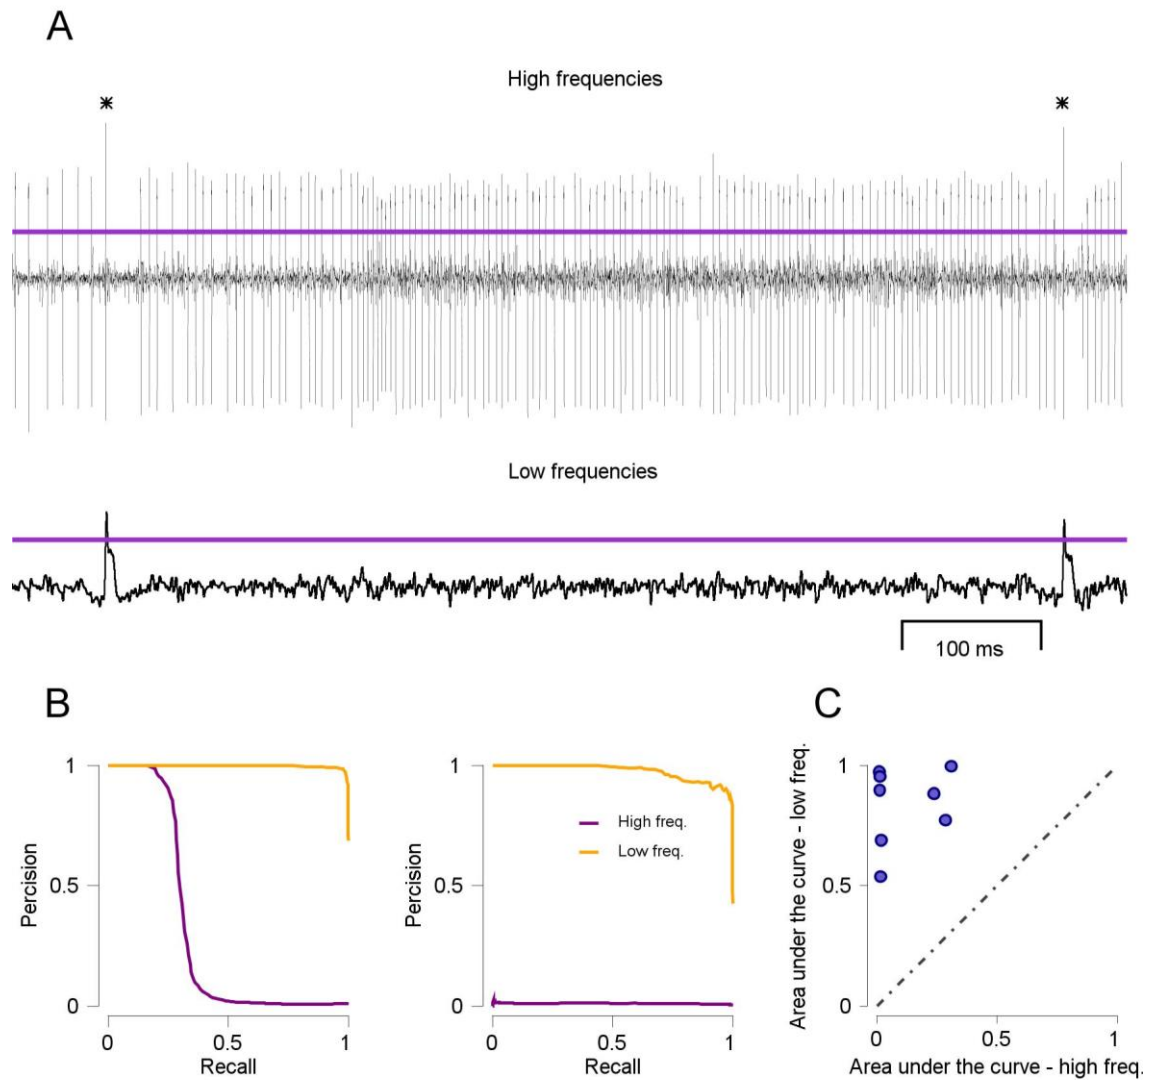 A
High frequencies
*
*
Low frequencies
100 ms
B
1
0.5
0
Percision
0
0.5
1
Recall
1
0.5
0
Percision
High freq.
Low freq.
0
0.5
1
Recall
C
1
0.5
0
Area under the curve - low freq.
0
0.5
1
Area under the curve - high freq.